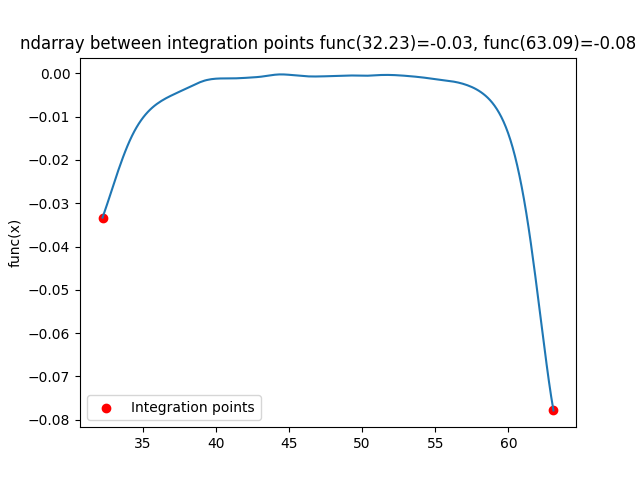 ndarray between integration points func(32.23)=-0.03, func(63.09)=-0.08
0.00
−0.01
−0.02
−0.03
−0.04
−0.05
−0.06
−0.07
−0.08
func(x)
Integration points
35 40 45 50 55 60